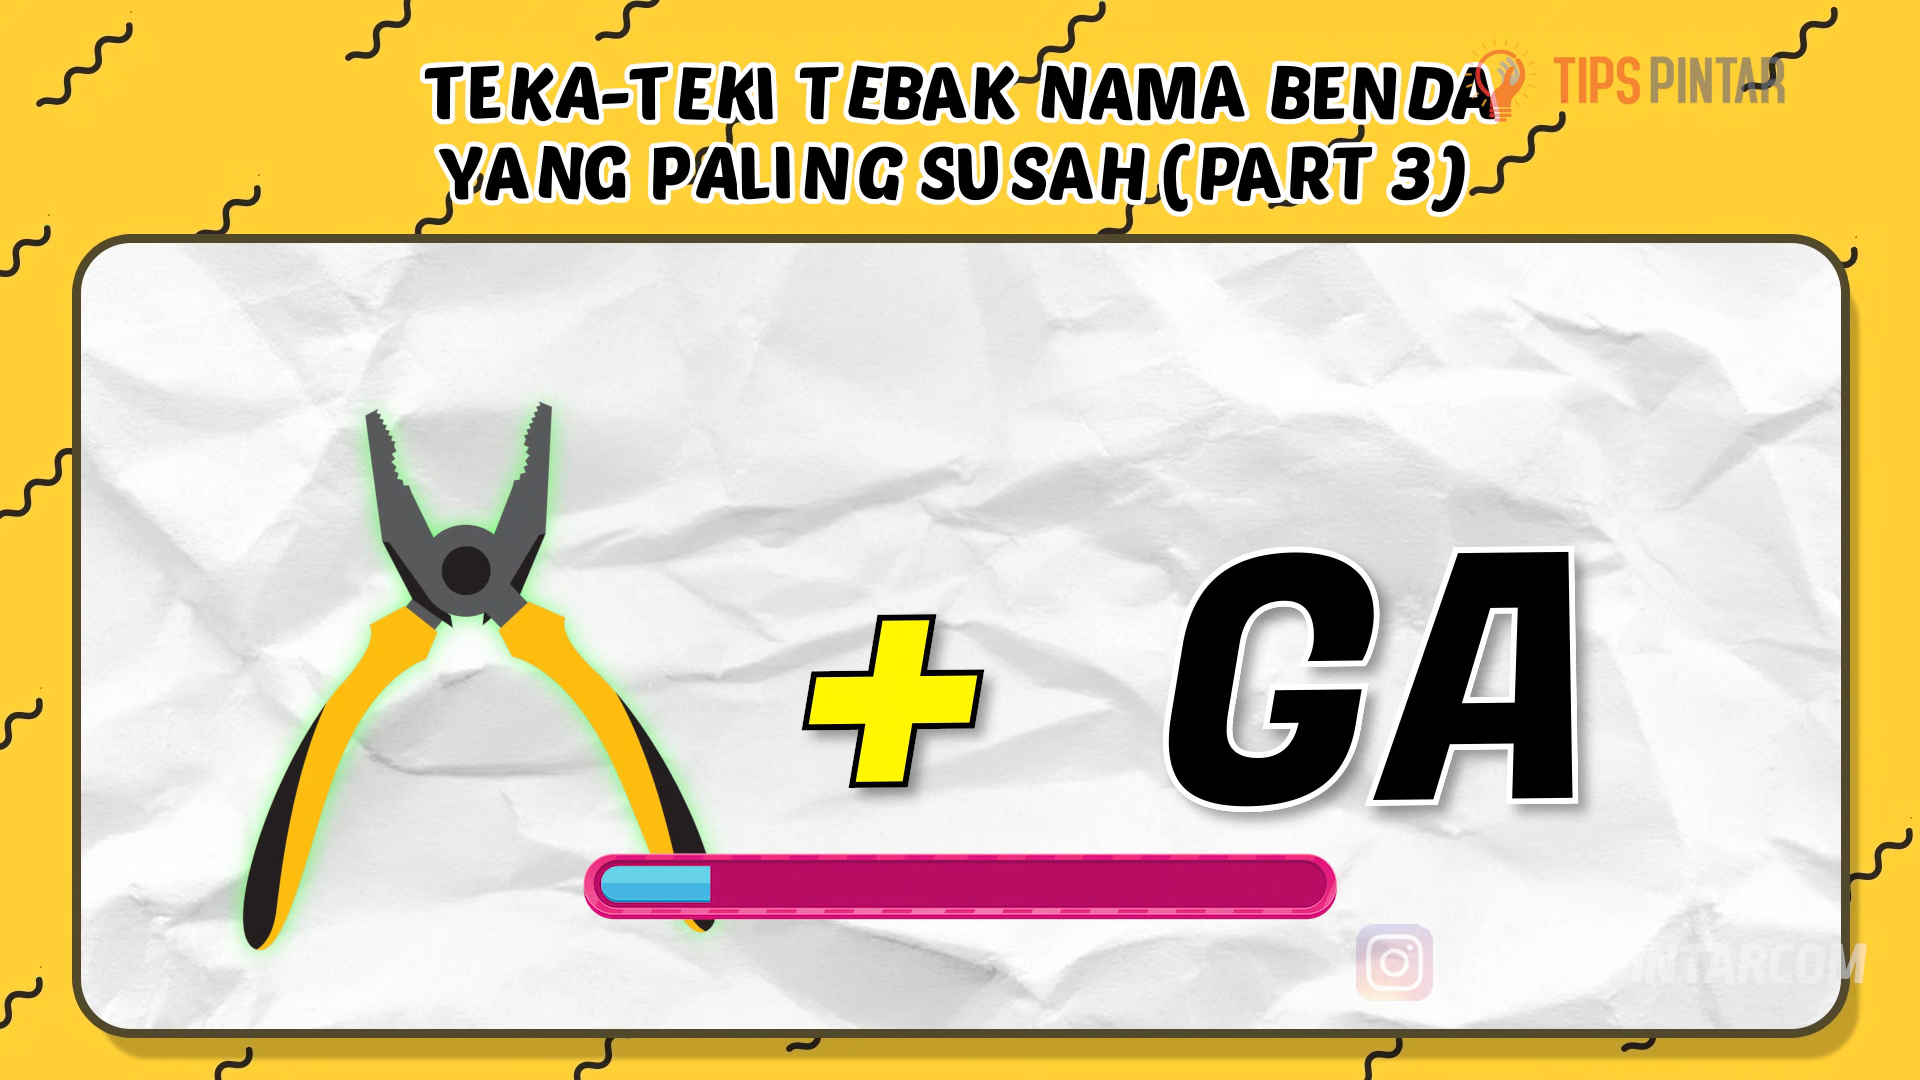 TEKA-TEKI TEBAK NAMA BENDA
YANG PALING SUSAH (PART 3)
TIPS PINTAR
+ GA